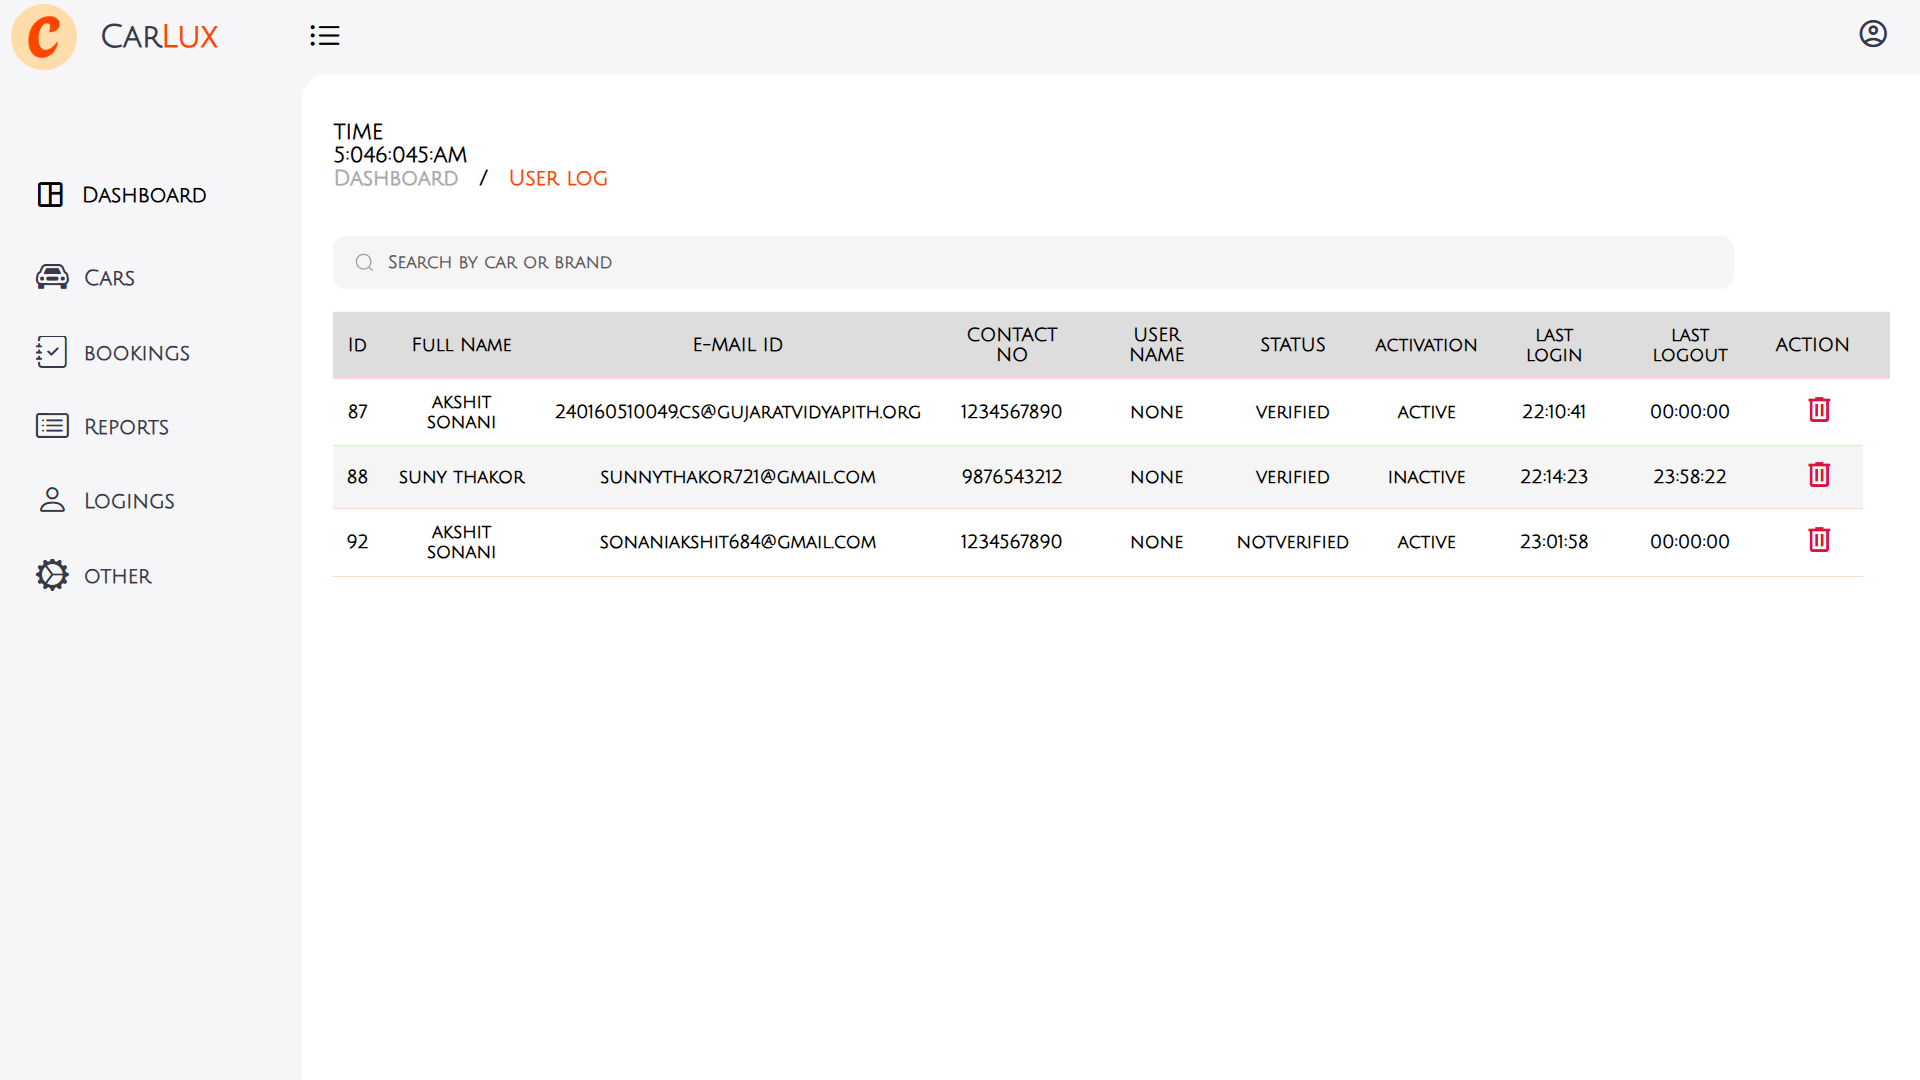 C CarLux
TIME
5:046:045:AM
Dashboard / User log
Dashboard
Cars
bookings
Reports
Logings
other
Search by car or brand
Id Full Name E-mail ID CONTACT NO USER NAME STATUS activation last login last logout ACTION
87 akshit sonani 240160510049.cs@gujaratvidyapith.org 1234567890 none verified active 22:10:41 00:00:00
88 suny thakor sunnythakor721@gmail.com 9876543212 none verified inactive 22:14:23 23:58:22
92 akshit sonani sonaniakshit684@gmail.com 1234567890 none notverified active 23:01:58 00:00:00